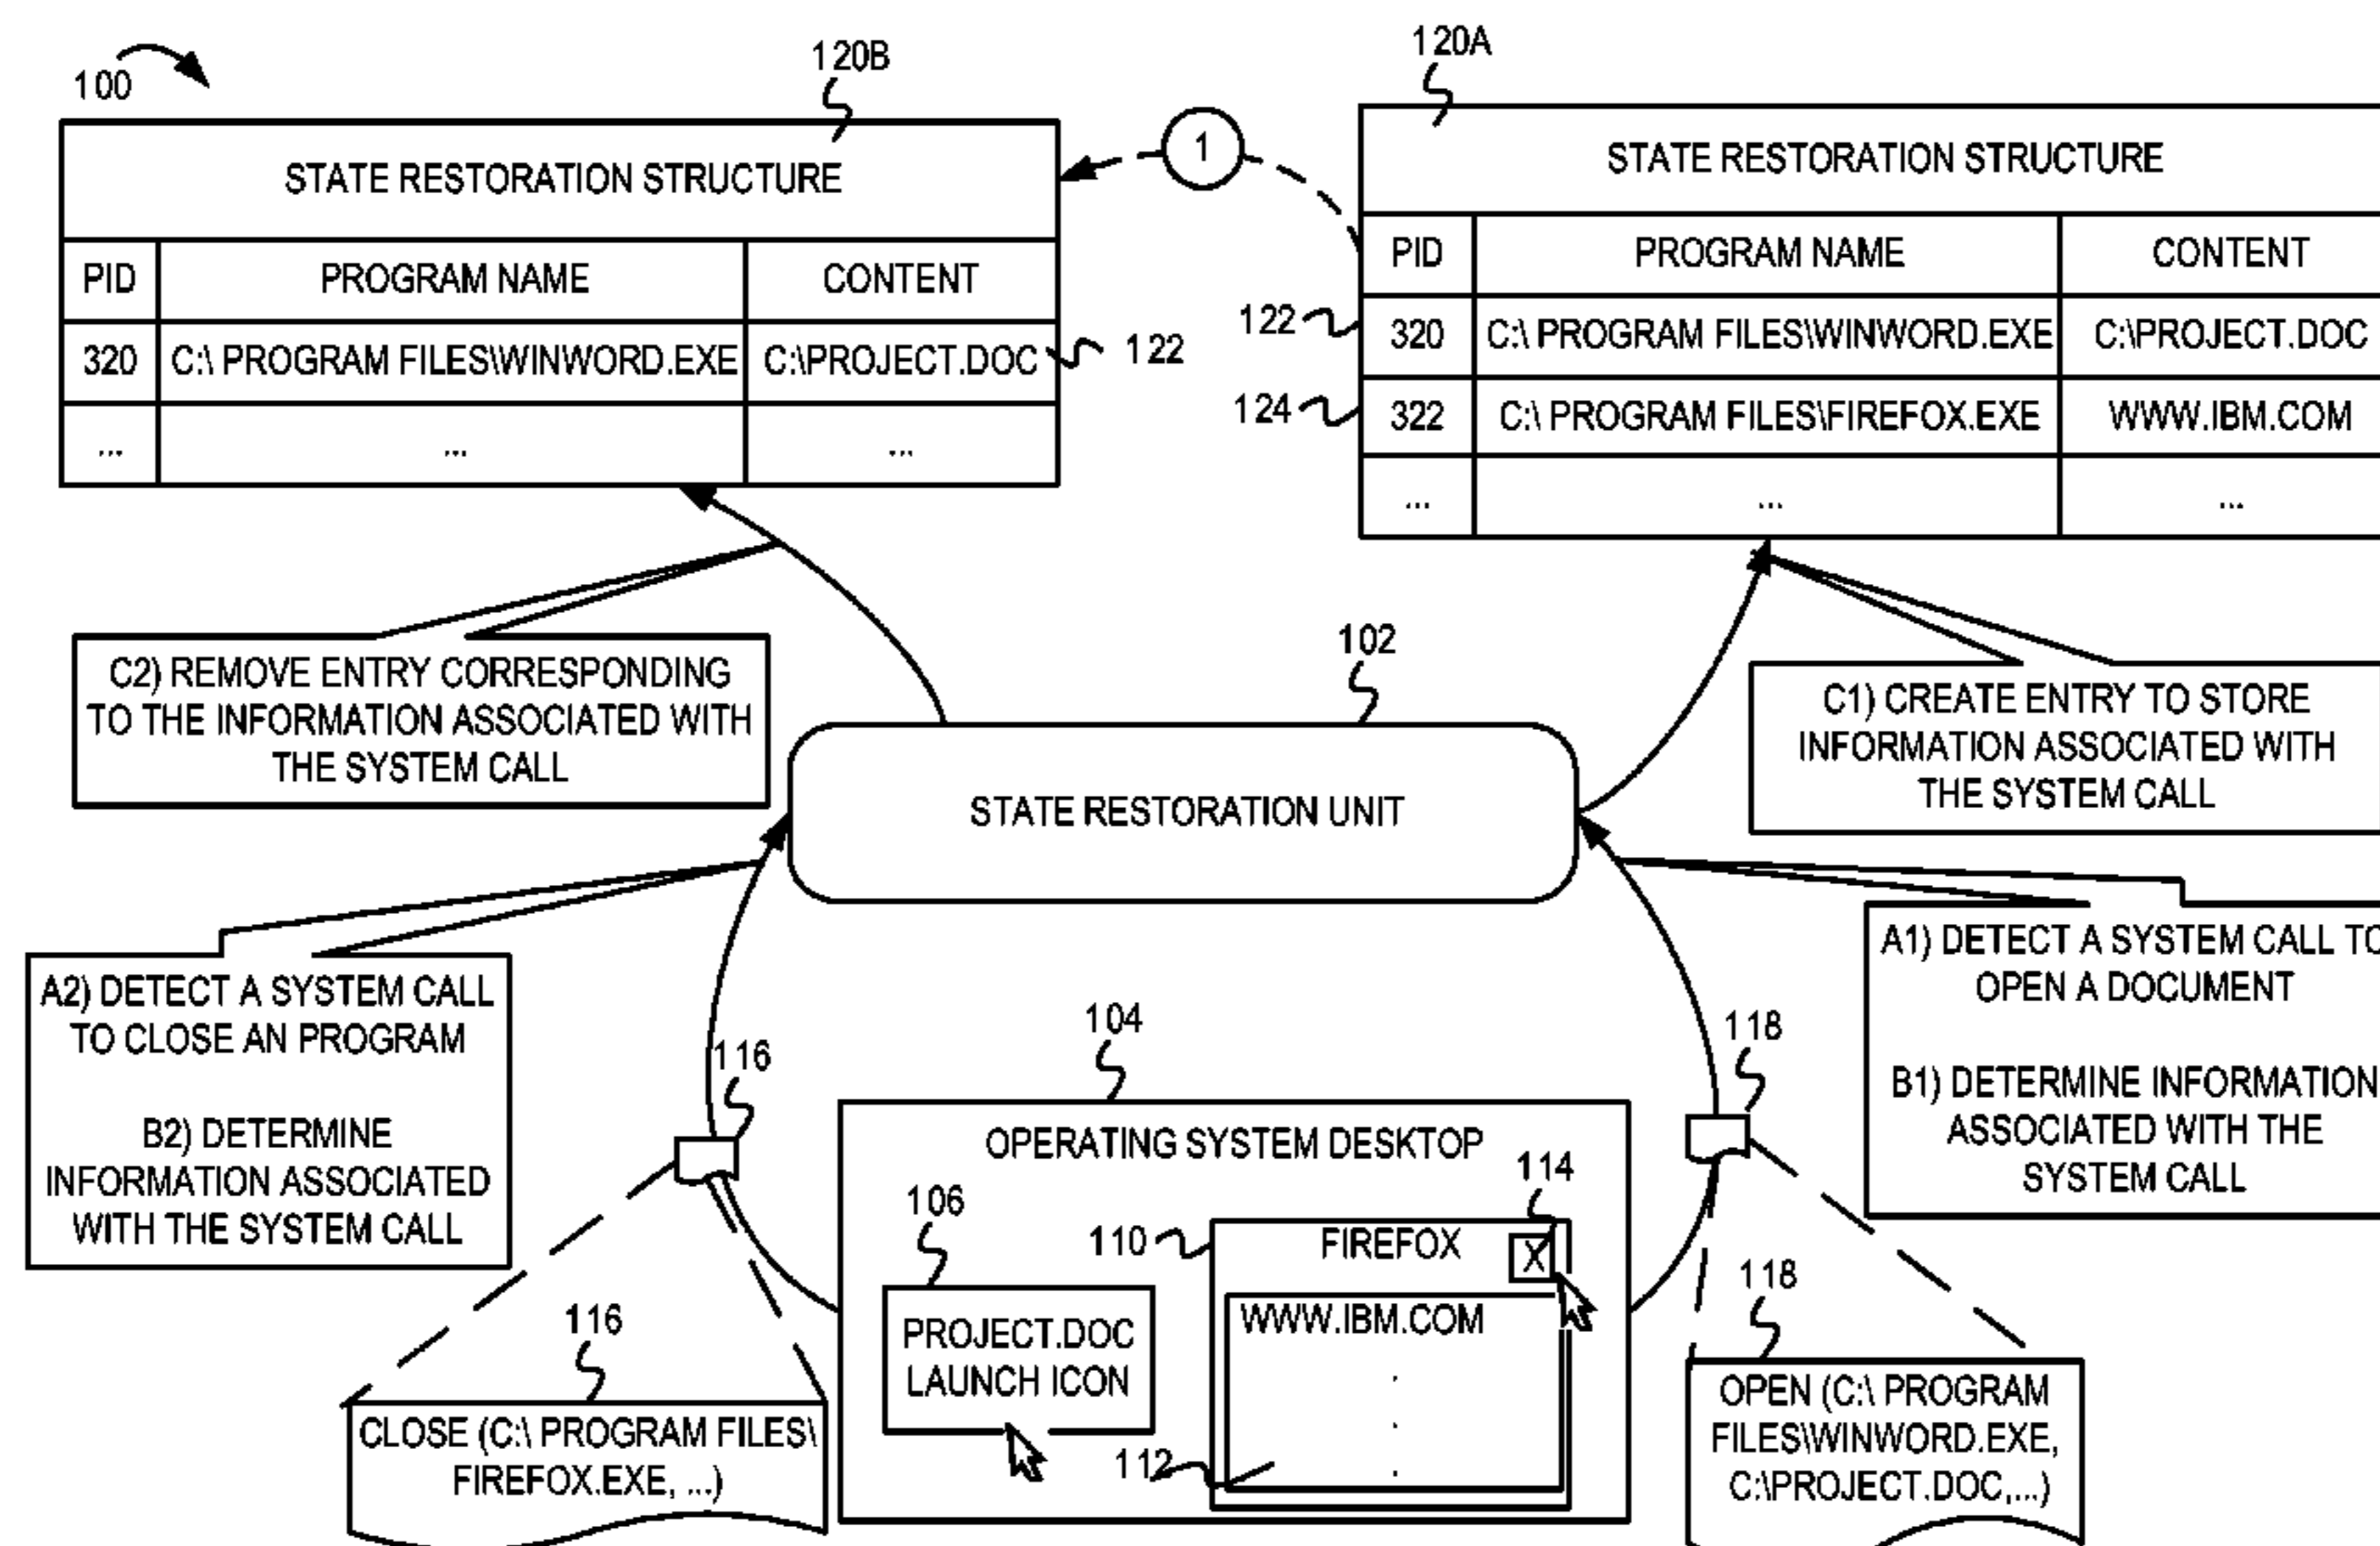 100
120B
STATE RESTORATION STRUCTURE
PID PROGRAM NAME CONTENT
320 C:\ PROGRAM FILES\WINWORD.EXE C:\PROJECT.DOC
122
... ... ...
1
120A
STATE RESTORATION STRUCTURE
PID PROGRAM NAME CONTENT
122
320 C:\ PROGRAM FILES\WINWORD.EXE C:\PROJECT.DOC
124
322 C:\ PROGRAM FILES\FIREFOX.EXE WWW.IBM.COM
... ... ...
C2) REMOVE ENTRY CORRESPONDING
TO THE INFORMATION ASSOCIATED WITH
THE SYSTEM CALL
102
STATE RESTORATION UNIT
C1) CREATE ENTRY TO STORE
INFORMATION ASSOCIATED WITH
THE SYSTEM CALL
A2) DETECT A SYSTEM CALL
TO CLOSE AN PROGRAM
B2) DETERMINE
INFORMATION ASSOCIATED
WITH THE SYSTEM CALL
A1) DETECT A SYSTEM CALL TO
OPEN A DOCUMENT
B1) DETERMINE INFORMATION
ASSOCIATED WITH THE
SYSTEM CALL
116
104
118
OPERATING SYSTEM DESKTOP
106
PROJECT.DOC
LAUNCH ICON
110
FIREFOX
114
X
WWW.IBM.COM
.
.
.
112
116
CLOSE (C:\ PROGRAM FILES\
FIREFOX.EXE, ...)
118
OPEN (C:\ PROGRAM
FILES\WINWORD.EXE,
C:\PROJECT.DOC,...)